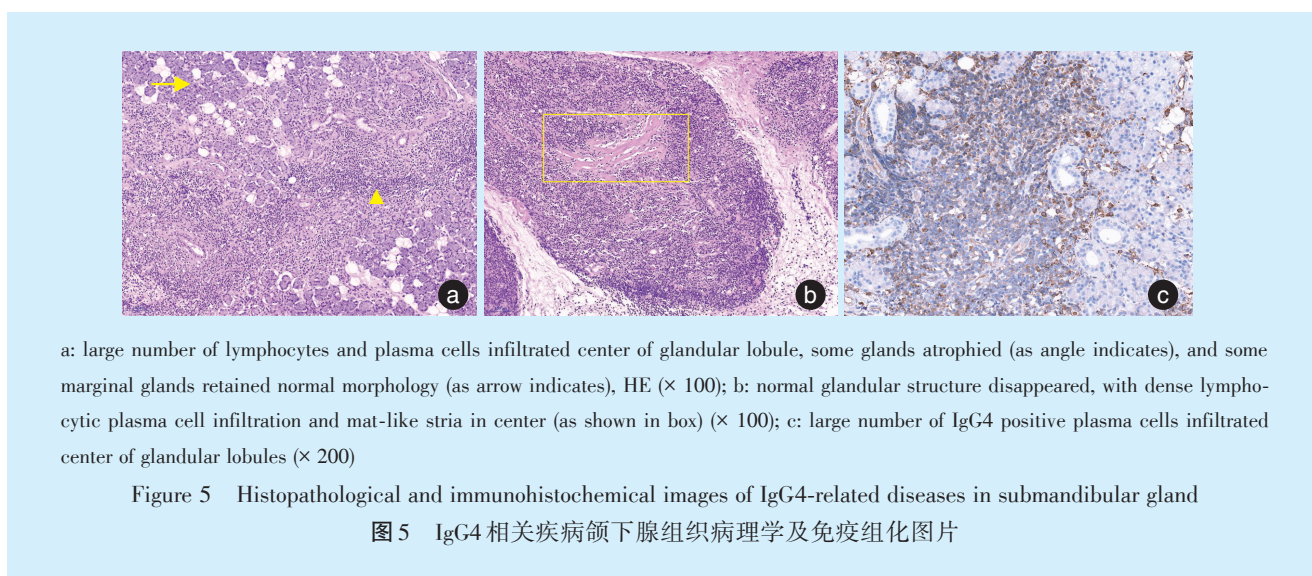 a
b
c
a: large number of lymphocytes and plasma cells infiltrated center of glandular lobule, some glands atrophied (as angle indicates), and some
marginal glands retained normal morphology (as arrow indicates), HE (× 100); b: normal glandular structure disappeared, with dense lympho-
cytic plasma cell infiltration and mat-like stria in center (as shown in box) (× 100); c: large number of IgG4 positive plasma cells infiltrated
center of glandular lobules (× 200)
Figure 5 Histopathological and immunohistochemical images of IgG4-related diseases in submandibular gland
图5 IgG4相关疾病颌下腺组织病理学及免疫组化图片